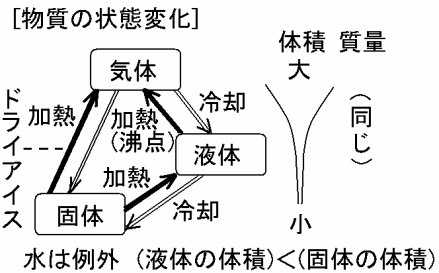 [物質の状態変化]
体積 質量
大
気体
冷却
加熱
加熱
(沸点)
ドライアイス
(同じ)
液体
加熱
固体
冷却
小
水は例外 (液体の体積)<(固体の体積)